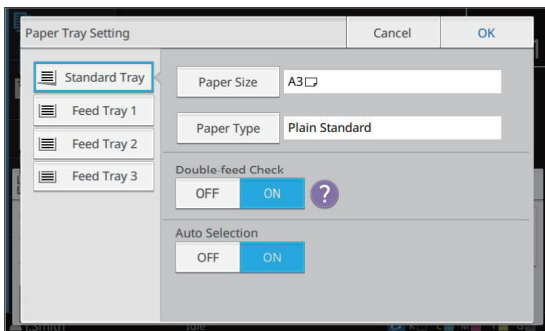 Paper Tray Setting
Cancel
OK
Standard Tray
Feed Tray 1
Feed Tray 2
Feed Tray 3
Paper Size
A3
Paper Type
Plain Standard
Double-feed Check
OFF
ON
?
Auto Selection
OFF
ON